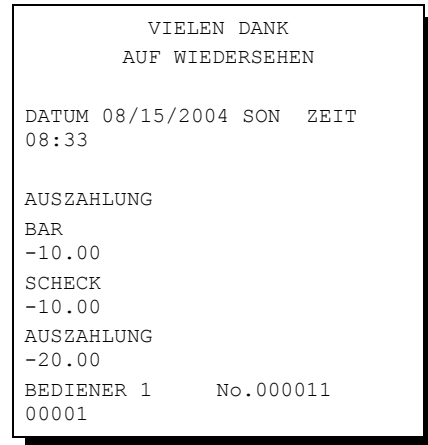 VIELEN DANK
AUF WIEDERSEHEN
DATUM 08/15/2004 SON ZEIT
08:33
AUSZAHLUNG
BAR
-10.00
SCHECK
-10.00
AUSZAHLUNG
-20.00
BEDIENER 1 No.000011
00001